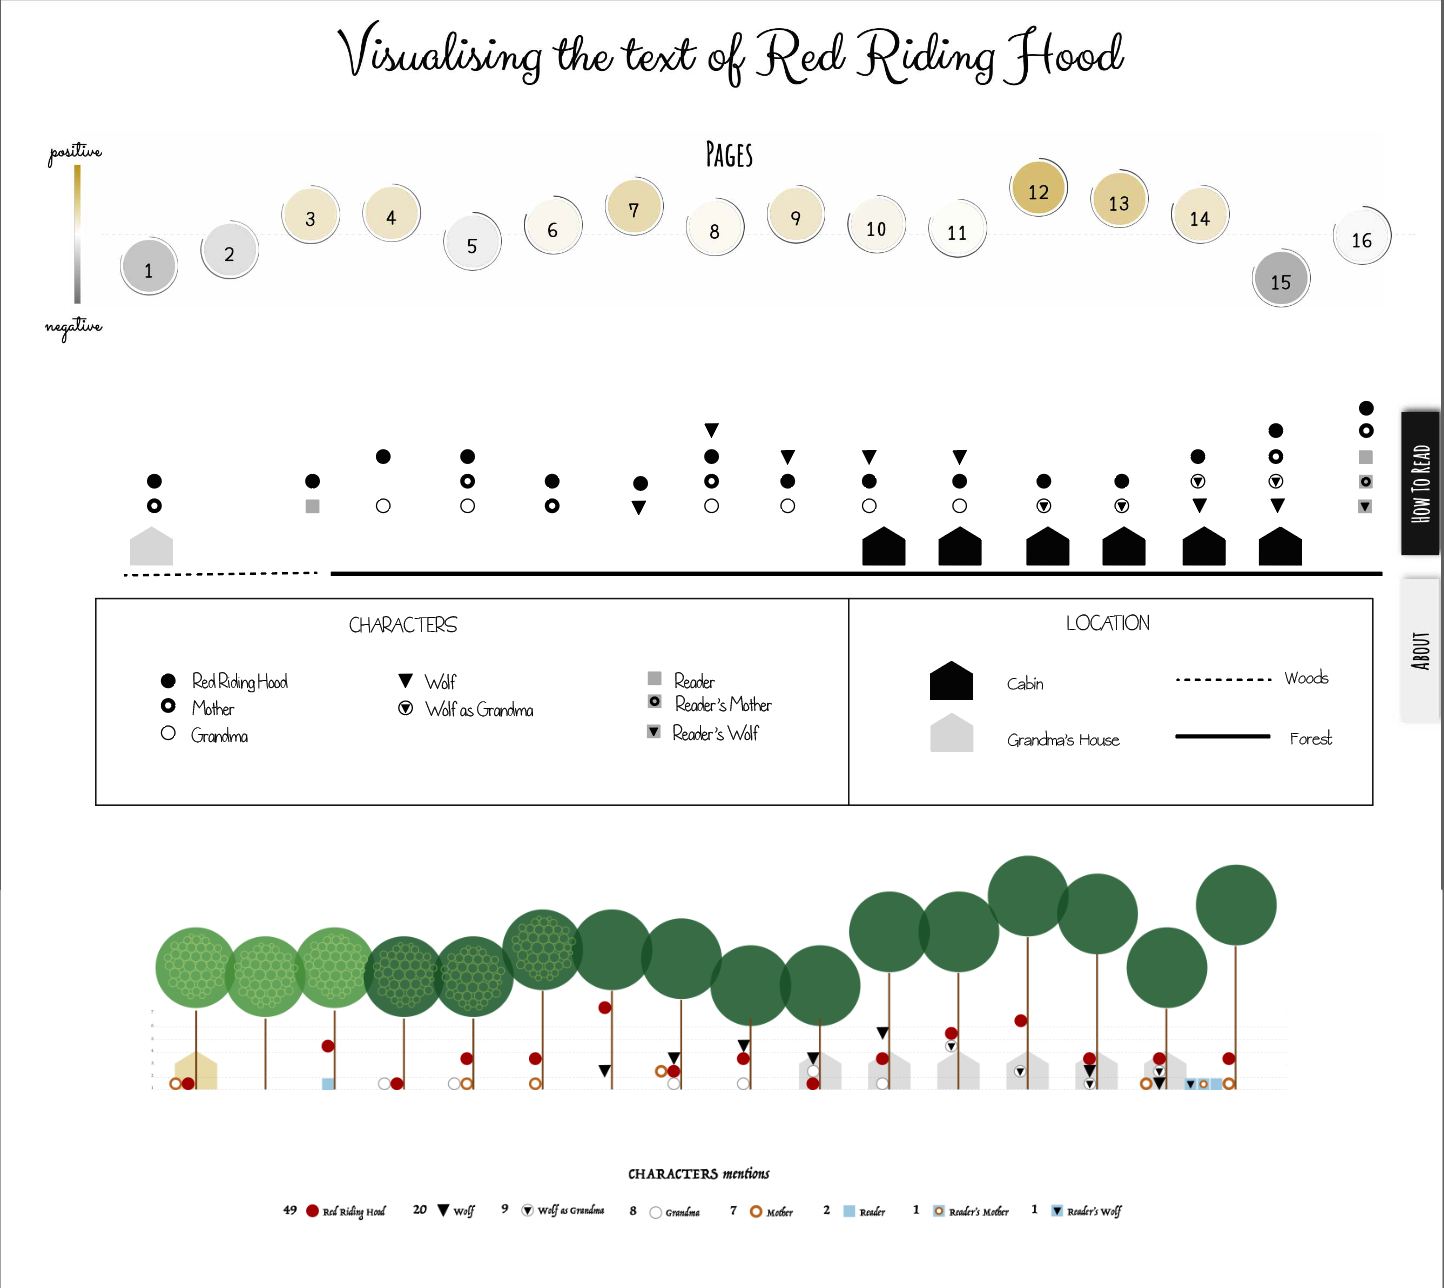 Visualising the text of Red Riding Hood
positive
PAGES
1 2 3 4 5 6 7 8 9 10 11 12 13 14 15 16
negative
HOW TO READ
ABOUT
CHARACTERS
Red Riding Hood
Mother
Grandma
Wolf
Wolf as Grandma
Reader
Reader's Mother
Reader's Wolf
LOCATION
Cabin
Woods
Grandma's House
Forest
CHARACTERS mentions
49 Red Riding Hood 20 Wolf 9 Wolf as Grandma 8 Grandma 7 Mother 2 Reader 1 Reader's Mother 1 Reader's Wolf